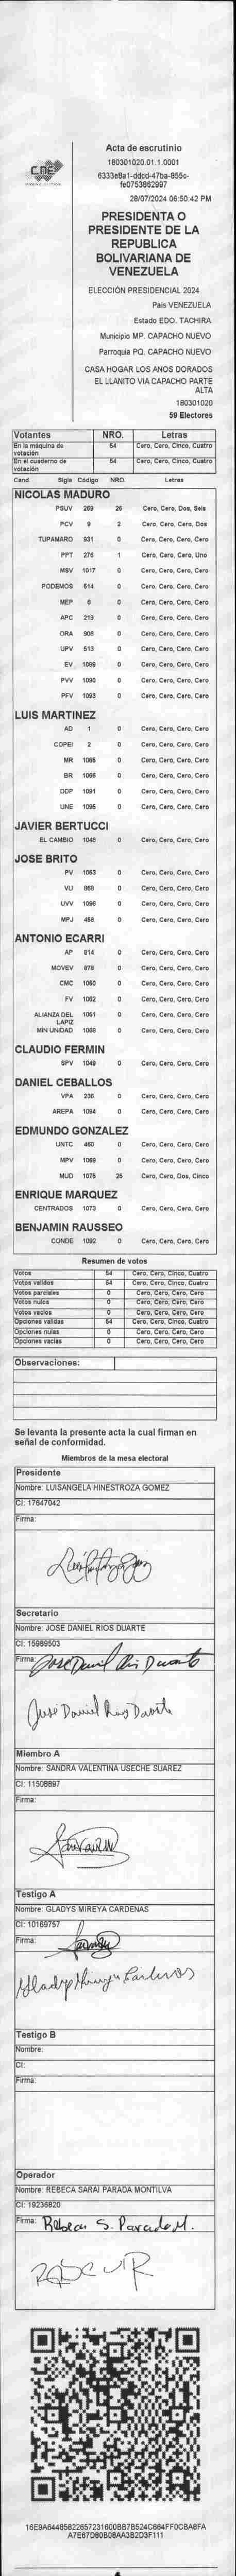 CNE
Acta de escrutinio
180301020.01.1.0001
6333e8a1-ddcd-47ba-855c-
fe0753862997
28/07/2024 06:50:42 PM
PRESIDENTA O
PRESIDENTE DE LA
REPUBLICA
BOLIVARIANA DE
VENEZUELA
ELECCIÓN PRESIDENCIAL 2024
País VENEZUELA
Estado EDO. TACHIRA
Municipio MP. CAPACHO NUEVO
Parroquia PQ. CAPACHO NUEVO
CASA HOGAR LOS ANOS DORADOS
EL LLANITO VIA CAPACHO PARTE
ALTA
180301020
59 Electores
Votantes NRO. Letras
En la máquina de votación 54 Cero, Cero, Cinco, Cuatro
En el cuaderno de votación 54 Cero, Cero, Cinco, Cuatro
Cand. Sigla Código NRO. Letras
NICOLAS MADURO
PSUV 269 26 Cero, Cero, Dos, Seis
PCV 9 2 Cero, Cero, Cero, Dos
TUPAMARO 931 0 Cero, Cero, Cero, Cero
PPT 276 1 Cero, Cero, Cero, Uno
MSV 1017 0 Cero, Cero, Cero, Cero
PODEMOS 614 0 Cero, Cero, Cero, Cero
MEP 6 0 Cero, Cero, Cero, Cero
APC 219 0 Cero, Cero, Cero, Cero
ORA 906 0 Cero, Cero, Cero, Cero
UPV 513 0 Cero, Cero, Cero, Cero
EV 1089 0 Cero, Cero, Cero, Cero
PVV 1090 0 Cero, Cero, Cero, Cero
PFV 1093 0 Cero, Cero, Cero, Cero
LUIS MARTINEZ
AD 1 0 Cero, Cero, Cero, Cero
COPEI 2 0 Cero, Cero, Cero, Cero
MR 1065 0 Cero, Cero, Cero, Cero
BR 1066 0 Cero, Cero, Cero, Cero
DDP 1091 0 Cero, Cero, Cero, Cero
UNE 1095 0 Cero, Cero, Cero, Cero
JAVIER BERTUCCI
EL CAMBIO 1048 0 Cero, Cero, Cero, Cero
JOSE BRITO
PV 1053 0 Cero, Cero, Cero, Cero
VU 868 0 Cero, Cero, Cero, Cero
UVV 1096 0 Cero, Cero, Cero, Cero
MPJ 458 0 Cero, Cero, Cero, Cero
ANTONIO ECARRI
AP 814 0 Cero, Cero, Cero, Cero
MOVEV 878 0 Cero, Cero, Cero, Cero
CMC 1050 0 Cero, Cero, Cero, Cero
FV 1052 0 Cero, Cero, Cero, Cero
ALIANZA DEL LAPIZ 1051 0 Cero, Cero, Cero, Cero
MIN UNIDAD 1088 0 Cero, Cero, Cero, Cero
CLAUDIO FERMIN
SPV 1049 0 Cero, Cero, Cero, Cero
DANIEL CEBALLOS
VPA 236 0 Cero, Cero, Cero, Cero
AREPA 1094 0 Cero, Cero, Cero, Cero
EDMUNDO GONZALEZ
UNTC 460 0 Cero, Cero, Cero, Cero
MPV 1069 0 Cero, Cero, Cero, Cero
MUD 1075 25 Cero, Cero, Dos, Cinco
ENRIQUE MARQUEZ
CENTRADOS 1073 0 Cero, Cero, Cero, Cero
BENJAMIN RAUSSEO
CONDE 1092 0 Cero, Cero, Cero, Cero
Resumen de votos
Votos 54 Cero, Cero, Cinco, Cuatro
Votos validos 54 Cero, Cero, Cinco, Cuatro
Votos parciales 0 Cero, Cero, Cero, Cero
Votos nulos 0 Cero, Cero, Cero, Cero
Votos vacios 0 Cero, Cero, Cero, Cero
Opciones validas 54 Cero, Cero, Cinco, Cuatro
Opciones nulas 0 Cero, Cero, Cero, Cero
Opciones vacias 0 Cero, Cero, Cero, Cero
Observaciones:
Se levanta la presente acta la cual firman en
señal de conformidad.
Miembros de la mesa electoral
Presidente
Nombre: LUISANGELA HINESTROZA GOMEZ
CI: 17647042
Firma:
Secretario
Nombre: JOSE DANIEL RIOS DUARTE
CI: 15989503
Firma: Jose Daniel Rios Duarte
Jose Daniel Rios Duarte
Miembro A
Nombre: SANDRA VALENTINA USECHE SUAREZ
CI: 11508897
Firma:
Testigo A
Nombre: GLADYS MIREYA CARDENAS
CI: 10169757
Firma:
Gladys Mireya Cardenas
Testigo B
Nombre:
CI:
Firma:
Operador
Nombre: REBECA SARAI PARADA MONTILVA
CI: 19236820
Firma: Rebeca S. Parada M.